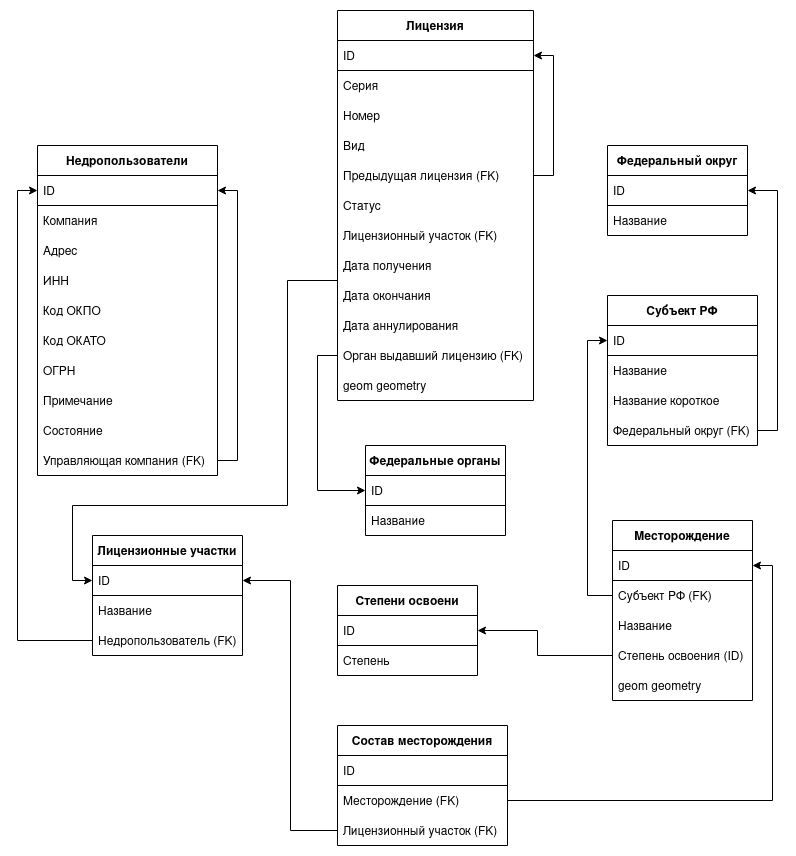 Лицензия
ID
Серия
Номер
Вид
Предыдущая лицензия (FK)
Статус
Лицензионный участок (FK)
Дата получения
Дата окончания
Дата аннулирования
Орган выдавший лицензию (FK)
geom geometry
Недропользователи
ID
Компания
Адрес
ИНН
Код ОКПО
Код ОКАТО
ОГРН
Примечание
Состояние
Управляющая компания (FK)
Федеральный округ
ID
Название
Субъект РФ
ID
Название
Название короткое
Федеральный округ (FK)
Федеральные органы
ID
Название
Лицензионные участки
ID
Название
Недропользователь (FK)
Степени освоени
ID
Степень
Месторождение
ID
Субъект РФ (FK)
Название
Степень освоения (ID)
geom geometry
Состав месторождения
ID
Месторождение (FK)
Лицензионный участок (FK)